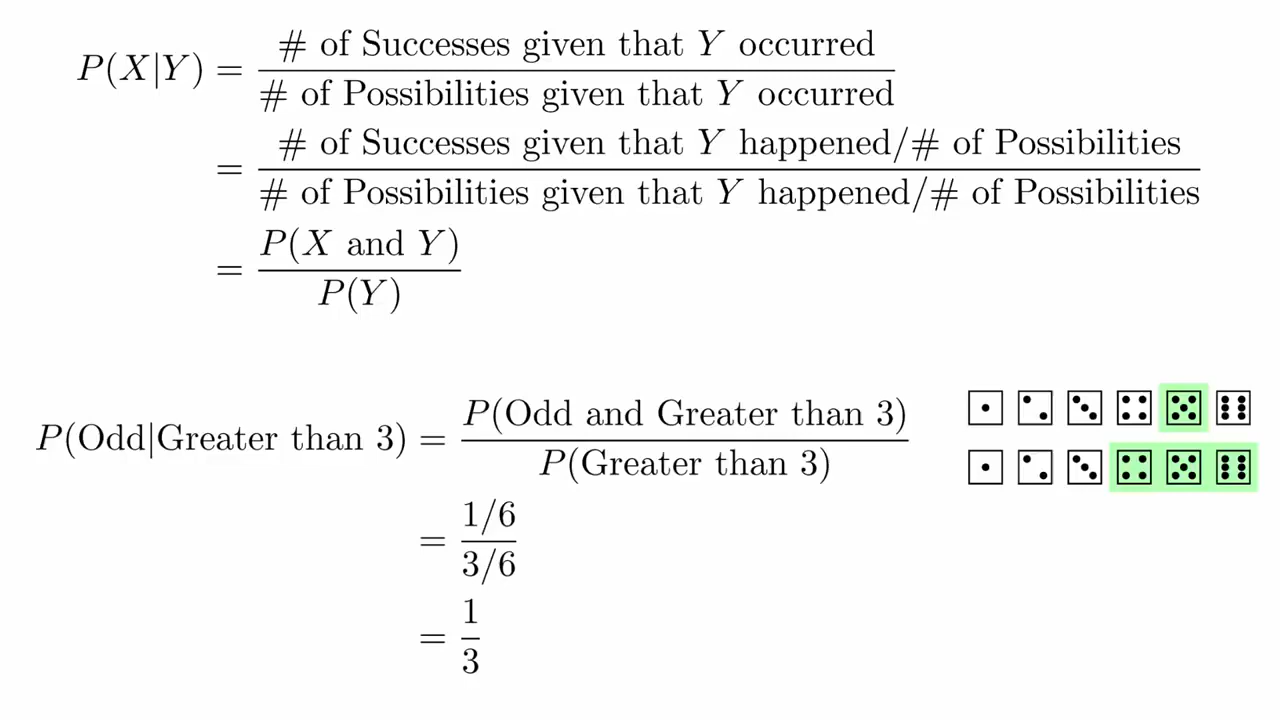 P(X|Y) = # of Successes given that Y occurred / # of Possibilities given that Y occurred
= # of Successes given that Y happened/# of Possibilities / # of Possibilities given that Y happened/# of Possibilities
= P(X and Y) / P(Y)
P(Odd|Greater than 3) = P(Odd and Greater than 3) / P(Greater than 3)
= 1/6 / 3/6
= 1 / 3